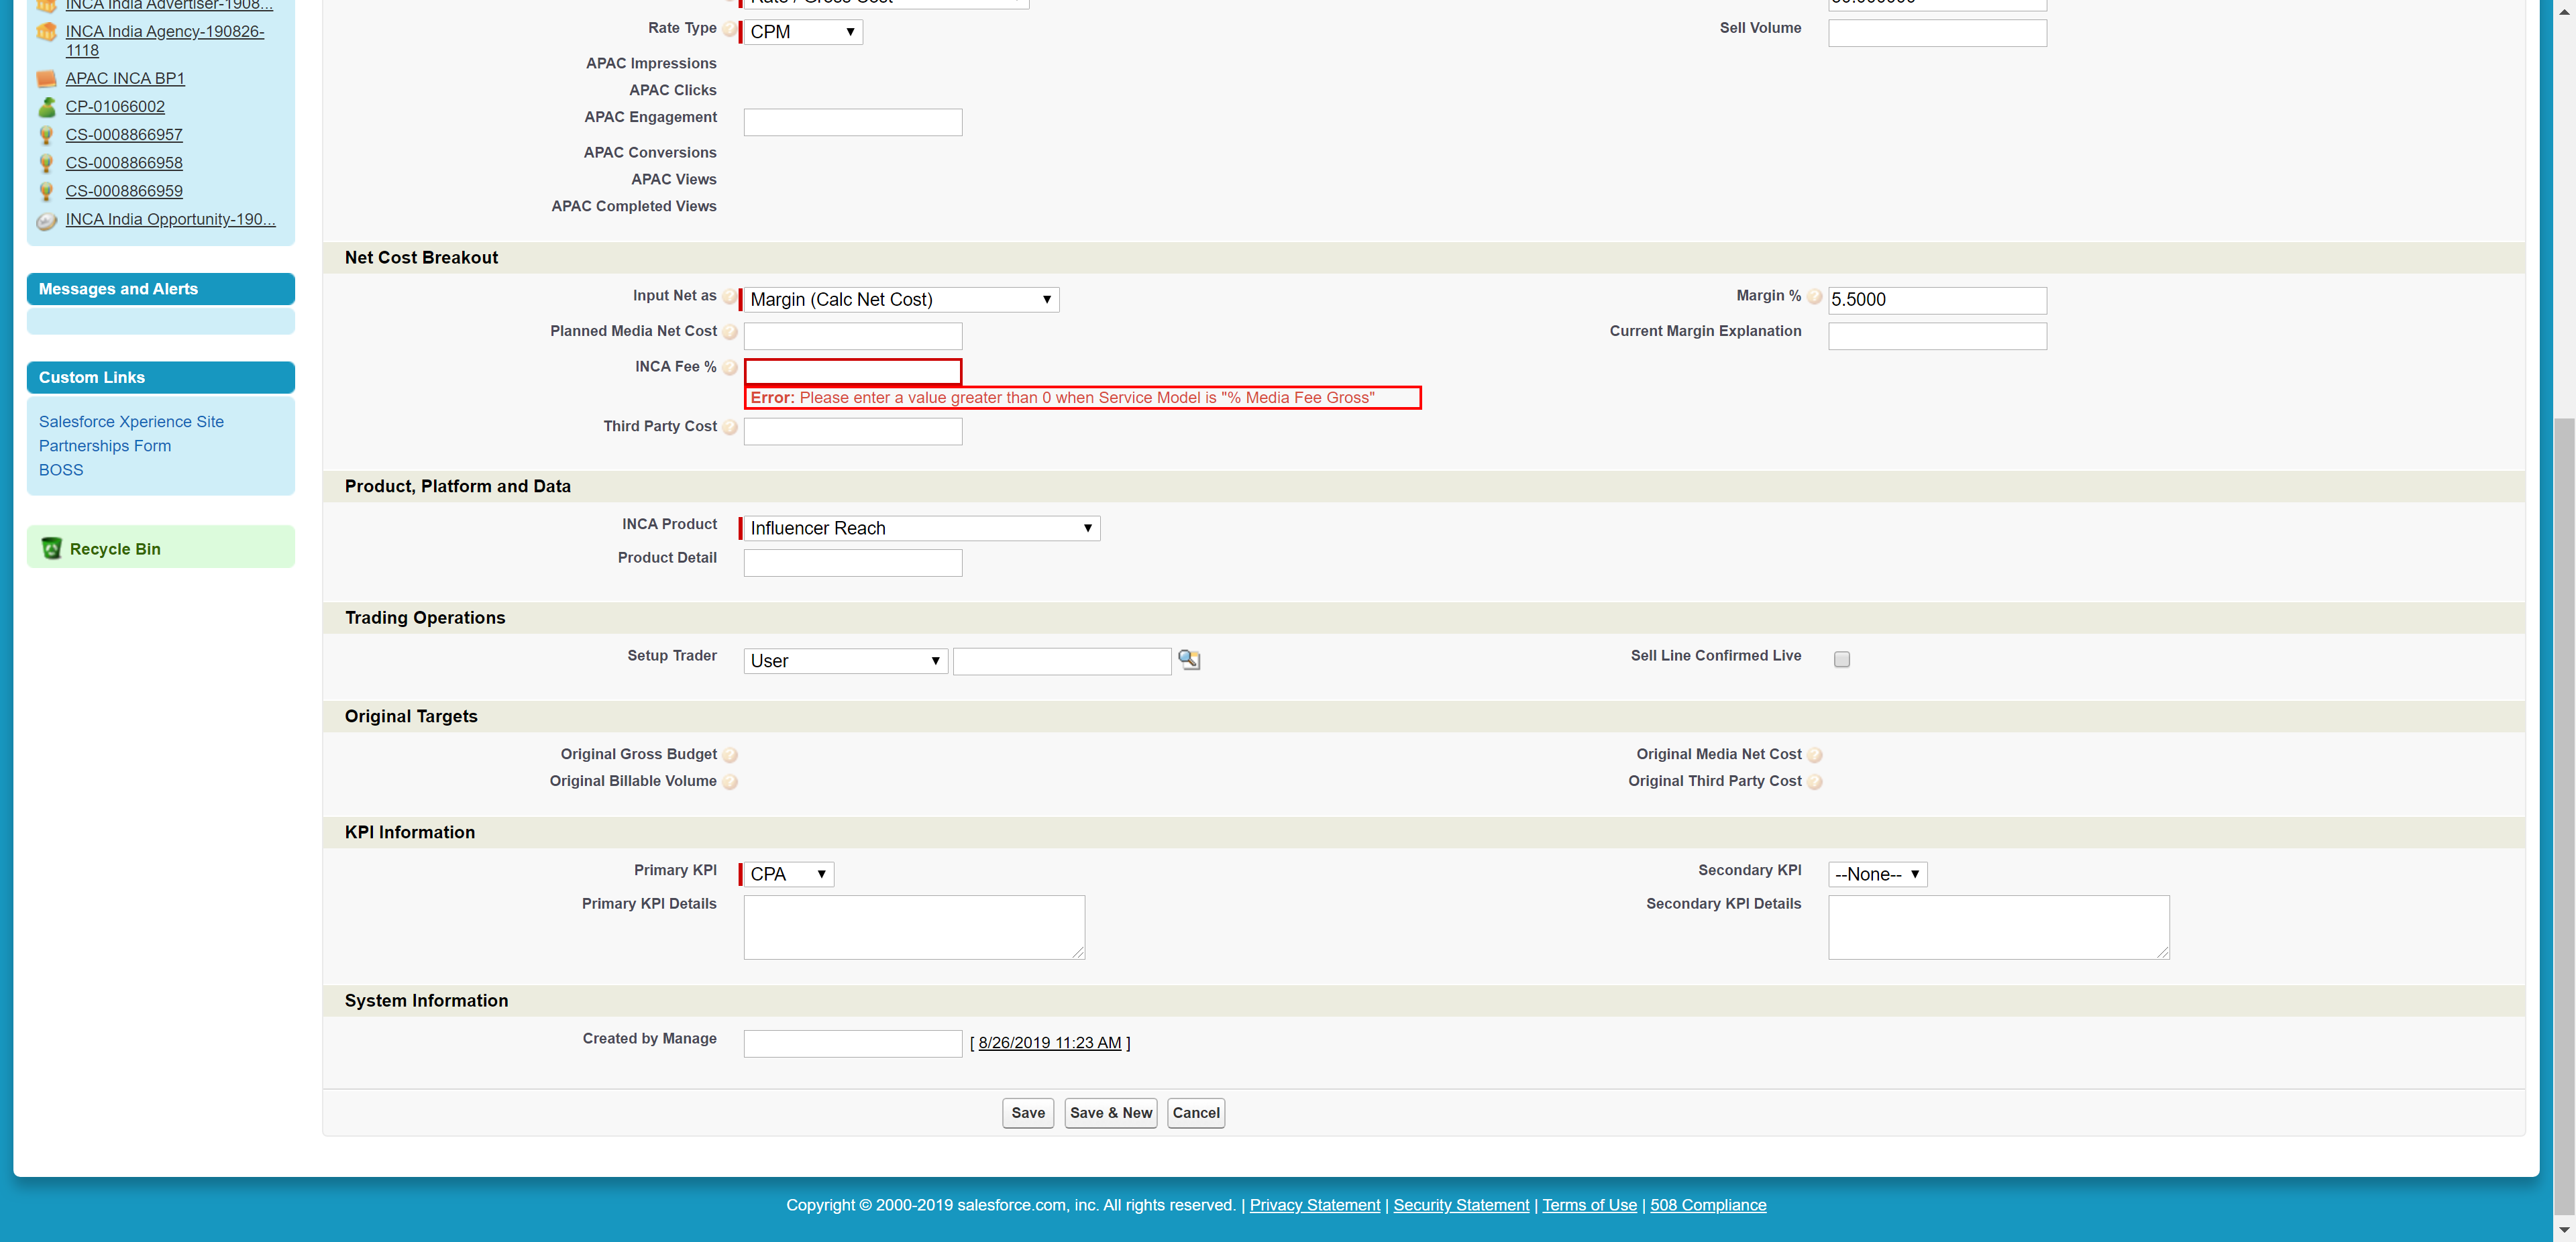 INCA India Advertiser-1908...
INCA India Agency-190826-
1118
APAC INCA BP1
CP-01066002
CS-0008866957
CS-0008866958
CS-0008866959
INCA India Opportunity-190...
Messages and Alerts
Custom Links
Salesforce Xperience Site
Partnerships Form
BOSS
Recycle Bin
Rate / Gross Cost
Rate Type CPM
Sell Volume
APAC Impressions
APAC Clicks
APAC Engagement
APAC Conversions
APAC Views
APAC Completed Views
Net Cost Breakout
Input Net as Margin (Calc Net Cost)
Margin % 5.5000
Planned Media Net Cost
Current Margin Explanation
INCA Fee %
Error: Please enter a value greater than 0 when Service Model is "% Media Fee Gross"
Third Party Cost
Product, Platform and Data
INCA Product Influencer Reach
Product Detail
Trading Operations
Setup Trader User
Sell Line Confirmed Live
Original Targets
Original Gross Budget
Original Media Net Cost
Original Billable Volume
Original Third Party Cost
KPI Information
Primary KPI CPA
Secondary KPI --None--
Primary KPI Details
Secondary KPI Details
System Information
Created by Manage [ 8/26/2019 11:23 AM ]
Save Save & New Cancel
Copyright © 2000-2019 salesforce.com, inc. All rights reserved. | Privacy Statement | Security Statement | Terms of Use | 508 Compliance